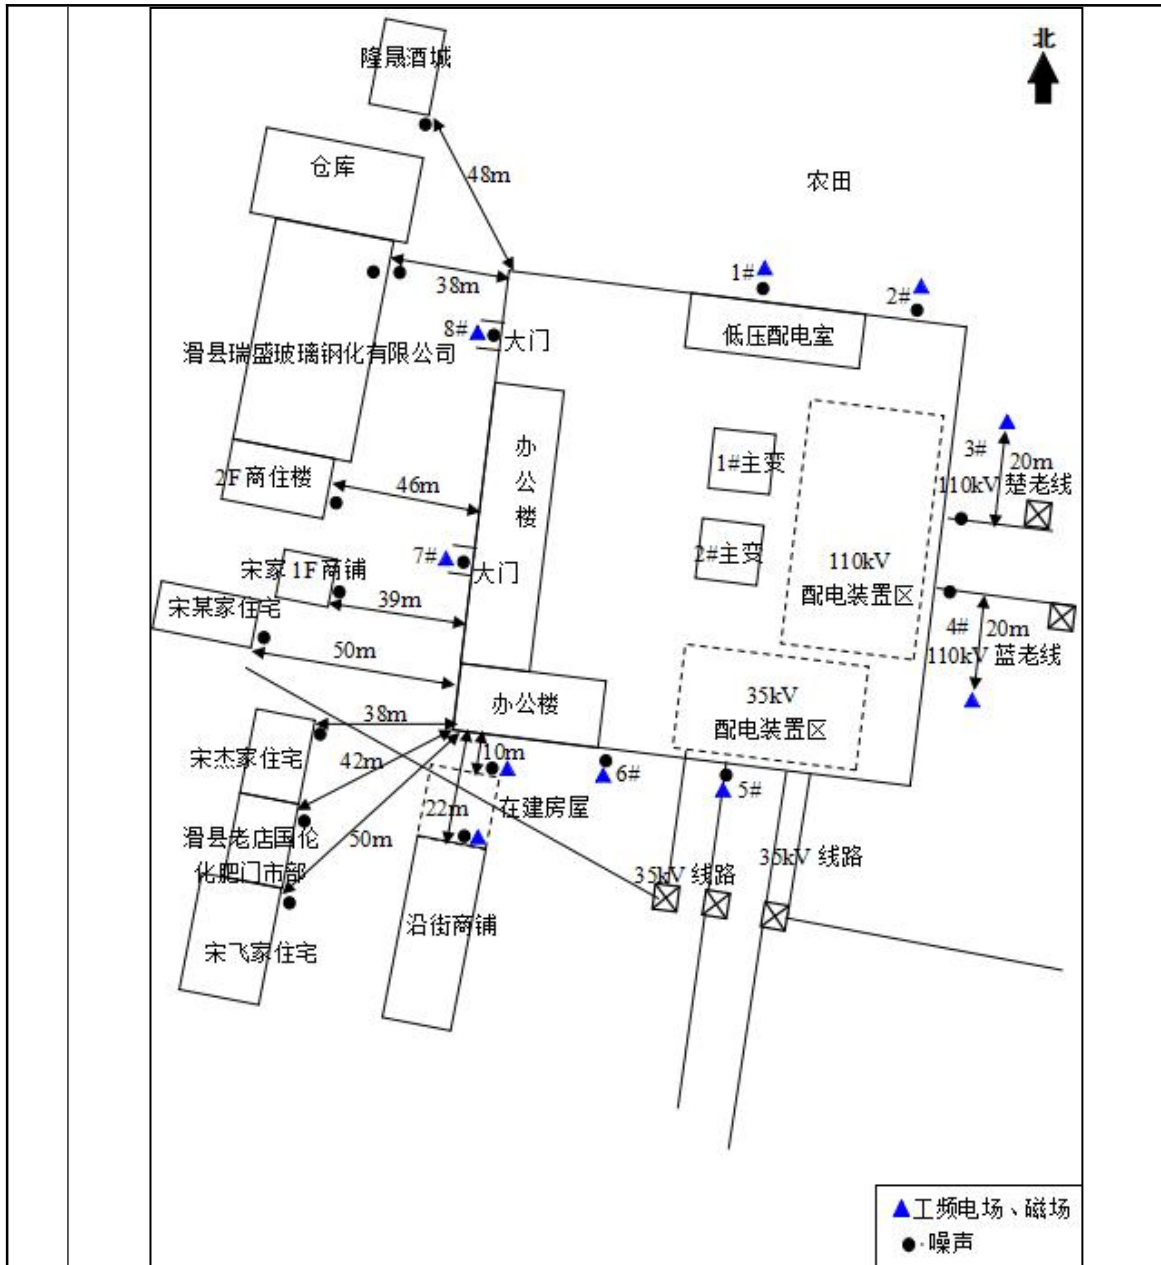 北
隆晟酒城
仓库
48m
农田
38m
1#
2#
8#
大门
低压配电室
滑县瑞盛玻璃钢化有限公司
办公楼
3#
20m
1#主变
110kV 楚老线
2F 商住楼
46m
7#
大门
2#主变
110kV
配电装置区
宋家 1F 商铺
宋某家住宅
39m
4#
20m
110kV 蓝老线
50m
办公楼
35kV
配电装置区
38m
10m
宋杰家住宅
42m
6#
5#
22m
在建房屋
滑县老店国伦
化肥门市部
50m
35kV 线路
35kV 线路
沿街商铺
宋飞家住宅
工频电场、磁场
噪声